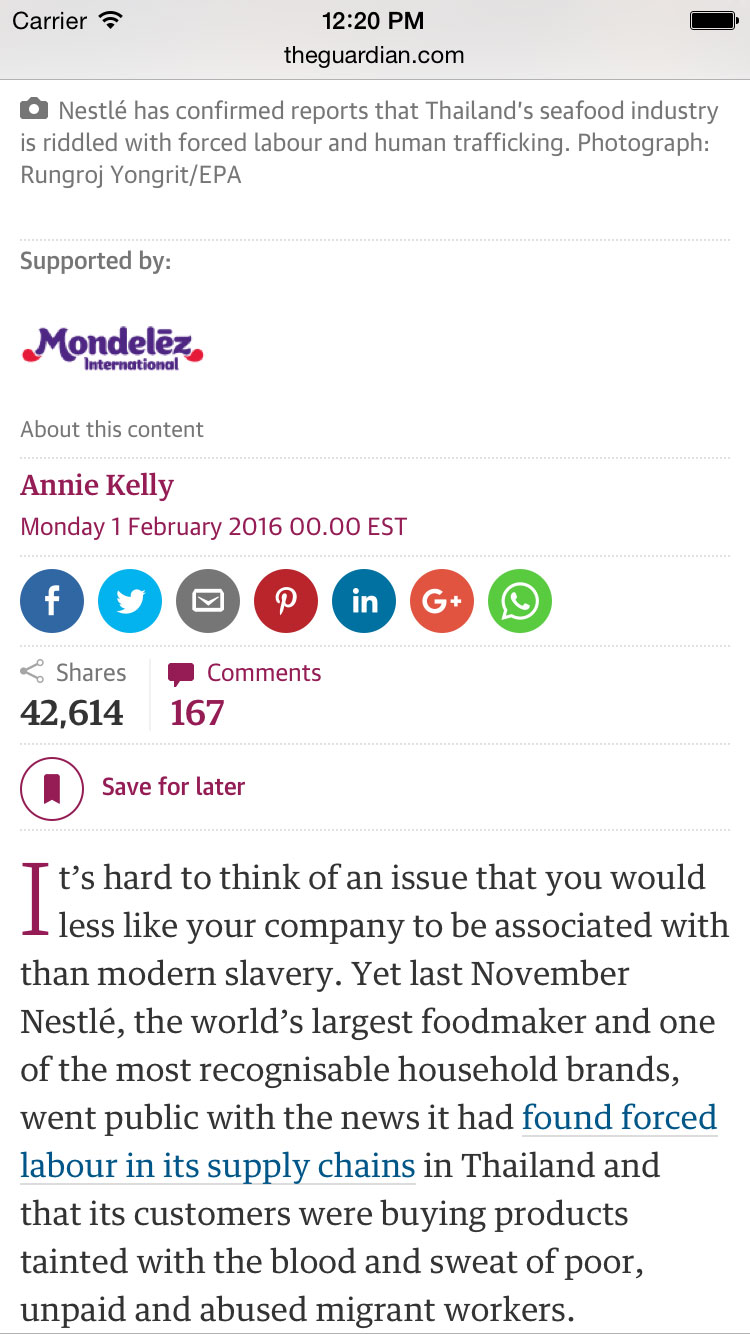 Carrier 12:20 PM
theguardian.com
Nestlé has confirmed reports that Thailand's seafood industry
is riddled with forced labour and human trafficking. Photograph:
Rungroj Yongrit/EPA
Supported by:
Mondelēz
International
About this content
Annie Kelly
Monday 1 February 2016 00.00 EST
f in G+
Shares Comments
42,614 167
Save for later
It’s hard to think of an issue that you would
less like your company to be associated with
than modern slavery. Yet last November
Nestlé, the world’s largest foodmaker and one
of the most recognisable household brands,
went public with the news it had found forced
labour in its supply chains in Thailand and
that its customers were buying products
tainted with the blood and sweat of poor,
unpaid and abused migrant workers.